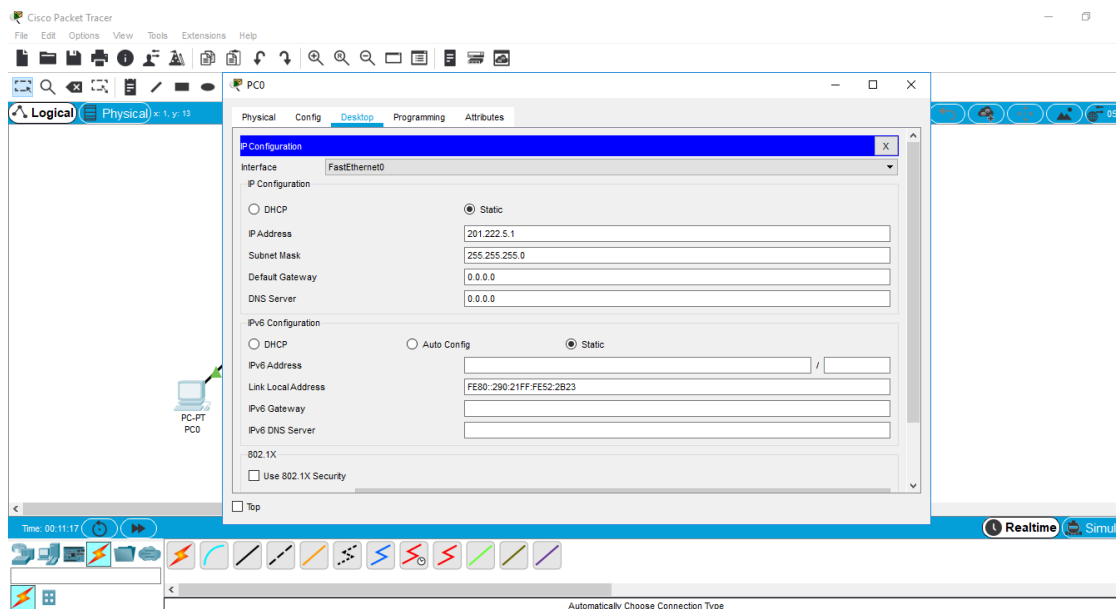 Cisco Packet Tracer
File Edit Options View Tools Extensions Help
PC0
Logical Physical x: 1, y: 13
Physical Config Desktop Programming Attributes
IP Configuration X
Interface FastEthernet0
IP Configuration
DHCP Static
IP Address 201.222.5.1
Subnet Mask 255.255.255.0
Default Gateway 0.0.0.0
DNS Server 0.0.0.0
IPv6 Configuration
DHCP Auto Config Static
IPv6 Address /
Link Local Address FE80::290:21FF:FE52:2B23
IPv6 Gateway
IPv6 DNS Server
PC-PT
PC0
802.1X
Use 802.1X Security
Top
Time: 00:11:17 Realtime Simul
Automatically Choose Connection Type